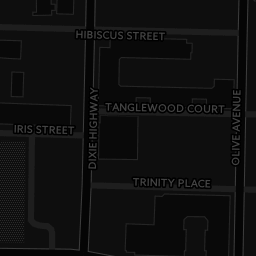 HIBISCUS STREET
TANGLEWOOD COURT
IRIS STREET
DIXIE HIGHWAY
OLIVE AVENUE
TRINITY PLACE